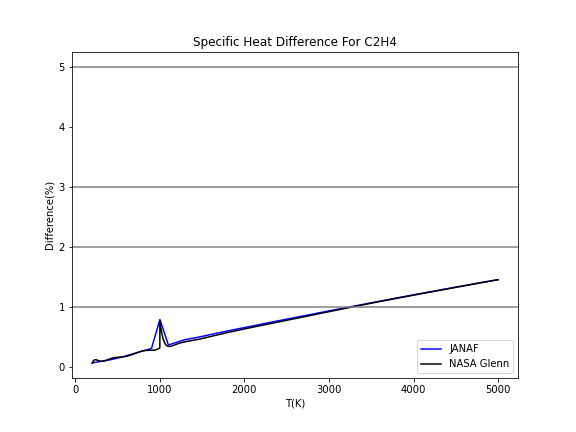 Specific Heat Difference For C2H4
5
4
3
2
1
0
Difference(%)
JANAF
NASA Glenn
0
1000
2000
3000
4000
5000
T(K)